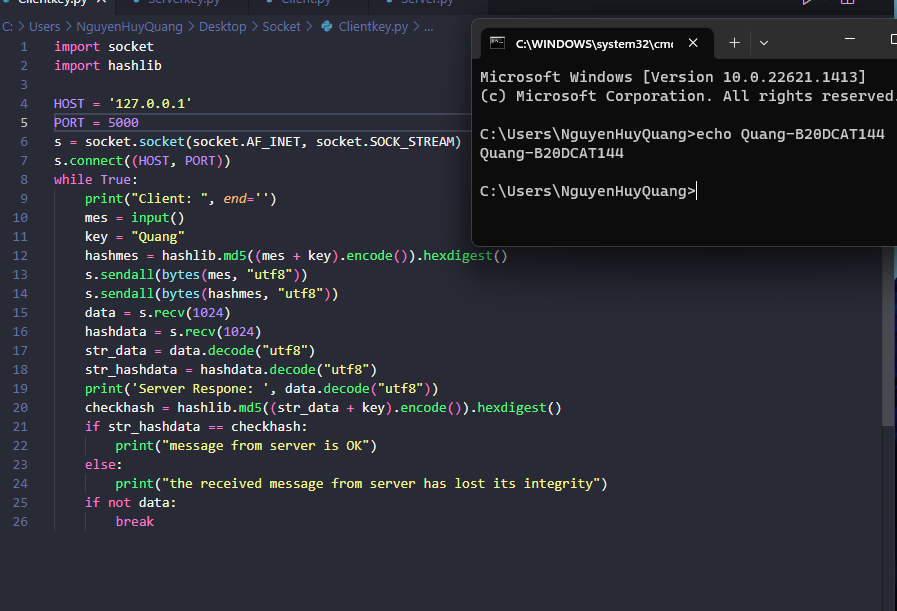 Clientkey.py
Serverkey.py
Client.py
Server.py
C: > Users > NguyenHuyQuang > Desktop > Socket > Clientkey.py > ...
1 import socket
2 import hashlib
3
4 HOST = '127.0.0.1'
5 PORT = 5000
6 s = socket.socket(socket.AF_INET, socket.SOCK_STREAM)
7 s.connect((HOST, PORT))
8 while True:
9 print("Client: ", end='')
10 mes = input()
11 key = "Quang"
12 hashmes = hashlib.md5((mes + key).encode()).hexdigest()
13 s.sendall(bytes(mes, "utf8"))
14 s.sendall(bytes(hashmes, "utf8"))
15 data = s.recv(1024)
16 hashdata = s.recv(1024)
17 str_data = data.decode("utf8")
18 str_hashdata = hashdata.decode("utf8")
19 print('Server Respone: ', data.decode("utf8"))
20 checkhash = hashlib.md5((str_data + key).encode()).hexdigest()
21 if str_hashdata == checkhash:
22 print("message from server is OK")
23 else:
24 print("the received message from server has lost its integrity")
25 if not data:
26 break
C:\WINDOWS\system32\cmd
Microsoft Windows [Version 10.0.22621.1413]
(c) Microsoft Corporation. All rights reserved.
C:\Users\NguyenHuyQuang>echo Quang-B20DCAT144
Quang-B20DCAT144
C:\Users\NguyenHuyQuang>